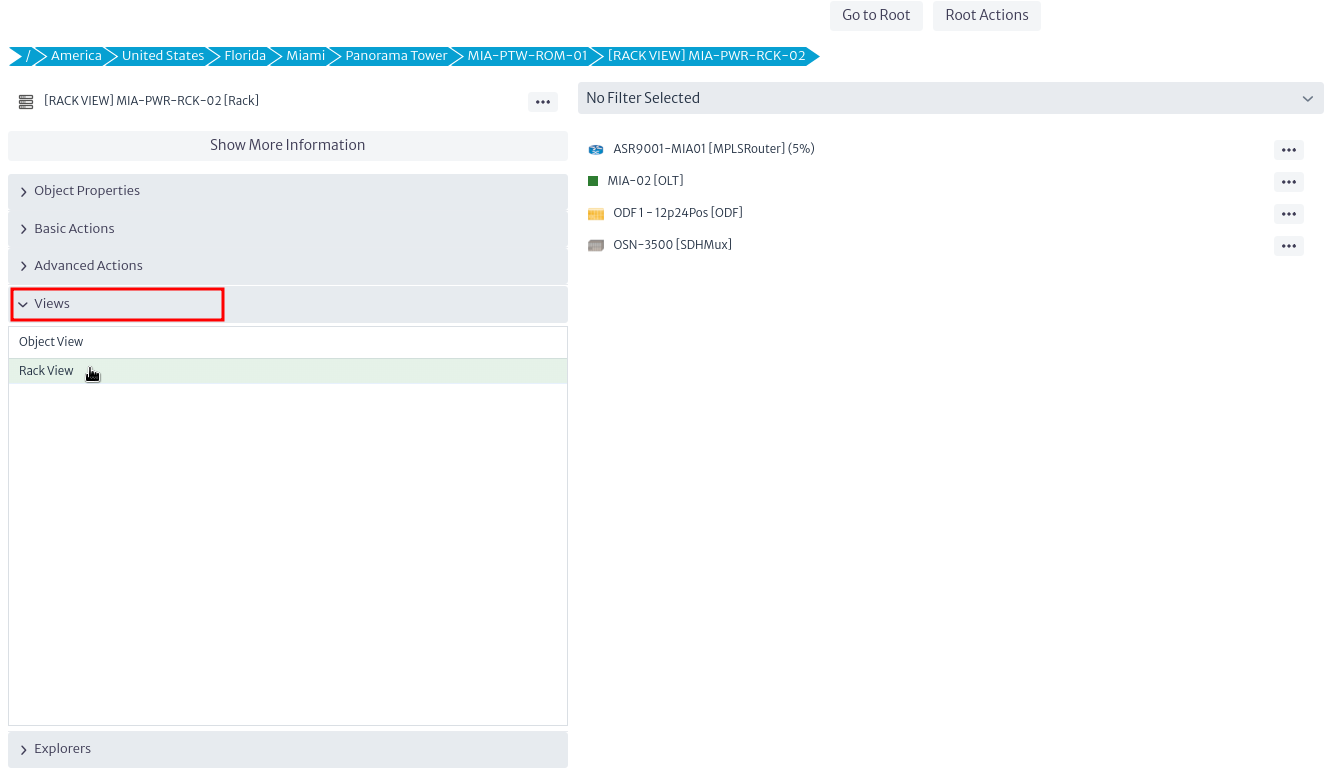 Go to Root
Root Actions
/ America United States Florida Miami Panorama Tower MIA-PTW-ROM-01 [RACK VIEW] MIA-PWR-RCK-02
[RACK VIEW] MIA-PWR-RCK-02 [Rack]
Show More Information
Object Properties
Basic Actions
Advanced Actions
Views
Object View
Rack View
Explorers
No Filter Selected
ASR9001-MIA01 [MPLSRouter] (5%)
MIA-02 [OLT]
ODF1 - 12p24Pos [ODF]
OSN-3500 [SDHMux]